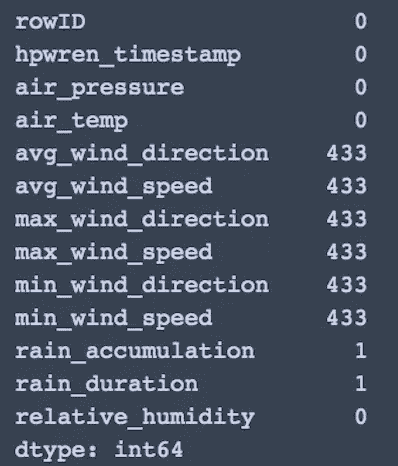 rowID 0
hpwren_timestamp 0
air_pressure 0
air_temp 0
avg_wind_direction 433
avg_wind_speed 433
max_wind_direction 433
max_wind_speed 433
min_wind_direction 433
min_wind_speed 433
rain_accumulation 1
rain_duration 1
relative_humidity 0
dtype: int64